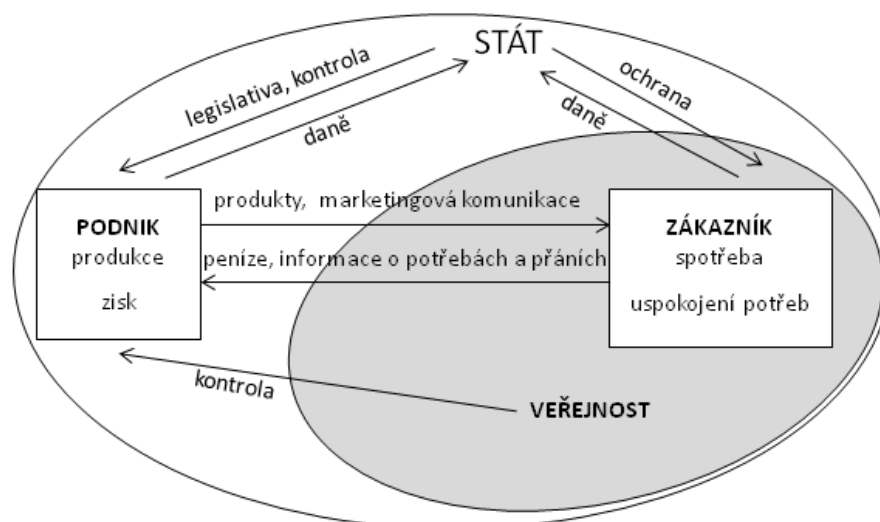 STÁT
legislativa, kontrola
daně
ochrana
daně
produkty, marketingová komunikace
PODNIK
produkce
zisk
peníze, informace o potřebách a přáních
ZÁKAZNÍK
spotřeba
uspokojení potřeb
kontrola
VEŘEJNOST